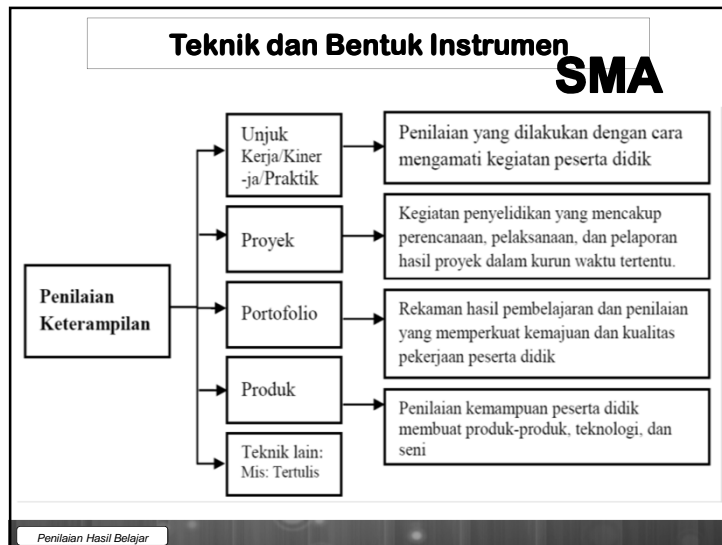 Teknik dan Bentuk Instrumen
SMA
Penilaian
Keterampilan
Unjuk
Kerja/Kiner
-ja/Praktik
Penilaian yang dilakukan dengan cara
mengamati kegiatan peserta didik
Proyek
Kegiatan penyelidikan yang mencakup
perencanaan, pelaksanaan, dan pelaporan
hasil proyek dalam kurun waktu tertentu.
Portofolio
Rekaman hasil pembelajaran dan penilaian
yang memperkuat kemajuan dan kualitas
pekerjaan peserta didik
Produk
Penilaian kemampuan peserta didik
membuat produk-produk, teknologi, dan
seni
Teknik lain:
Mis: Tertulis
Penilaian Hasil Belajar